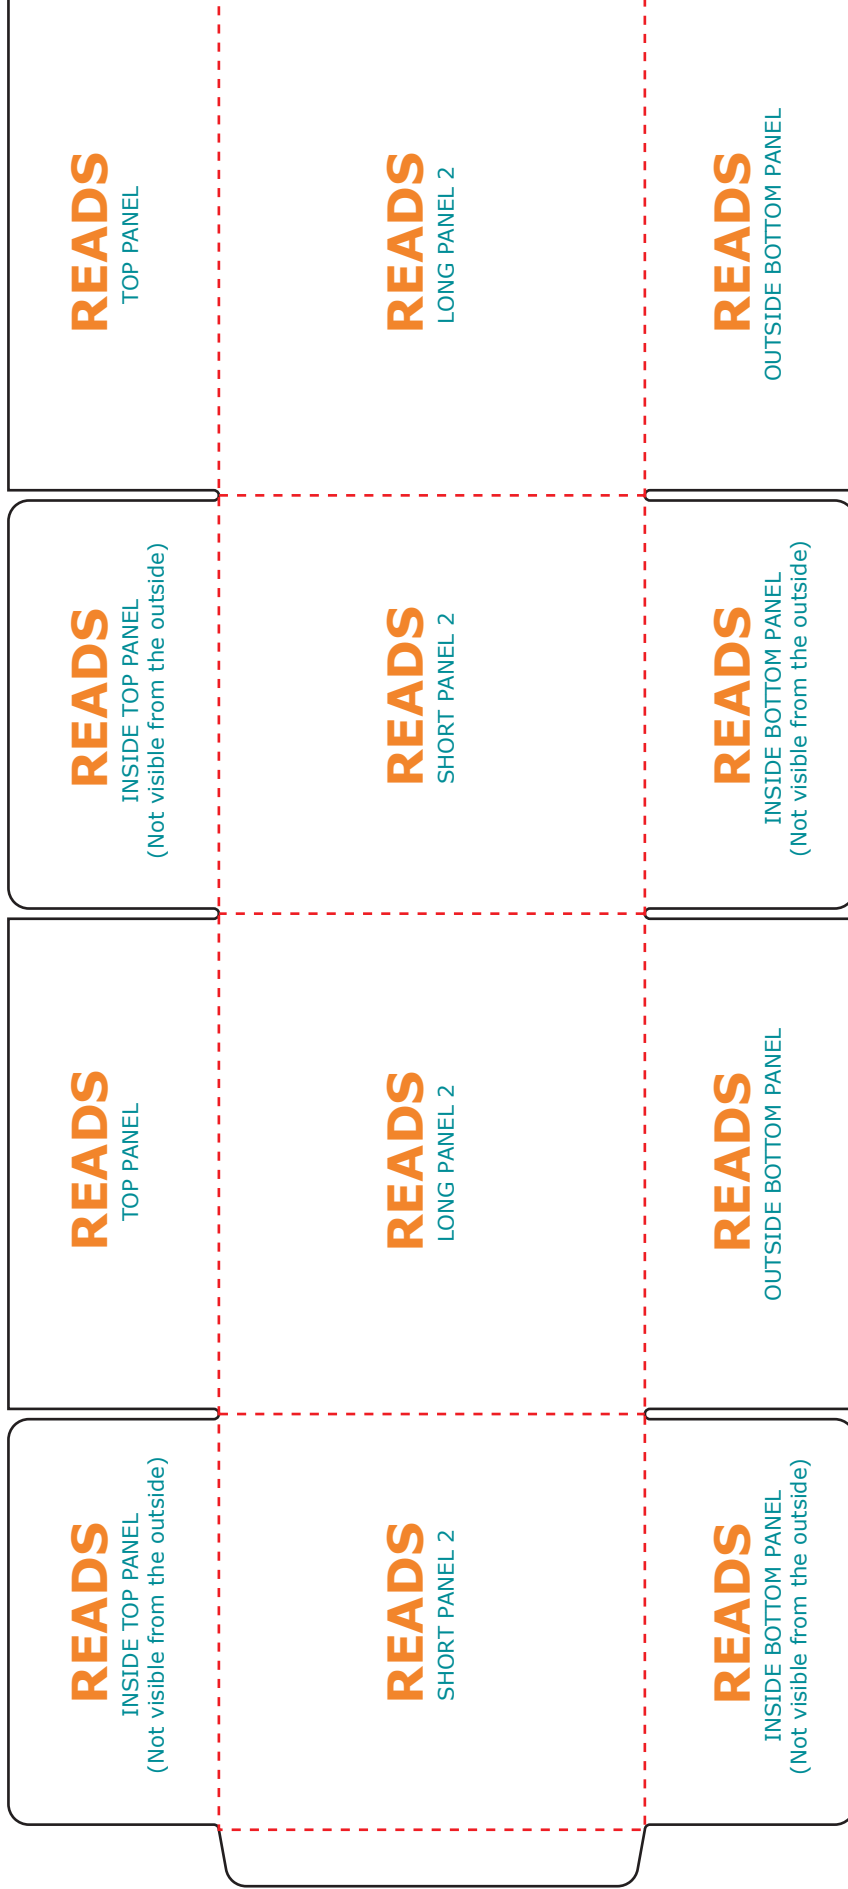 READS
TOP PANEL
READS
LONG PANEL 2
READS
OUTSIDE BOTTOM PANEL
READS
INSIDE TOP PANEL
(Not visible from the outside)
READS
SHORT PANEL 2
READS
INSIDE BOTTOM PANEL
(Not visible from the outside)
READS
TOP PANEL
READS
LONG PANEL 2
READS
OUTSIDE BOTTOM PANEL
READS
INSIDE TOP PANEL
(Not visible from the outside)
READS
SHORT PANEL 2
READS
INSIDE BOTTOM PANEL
(Not visible from the outside)